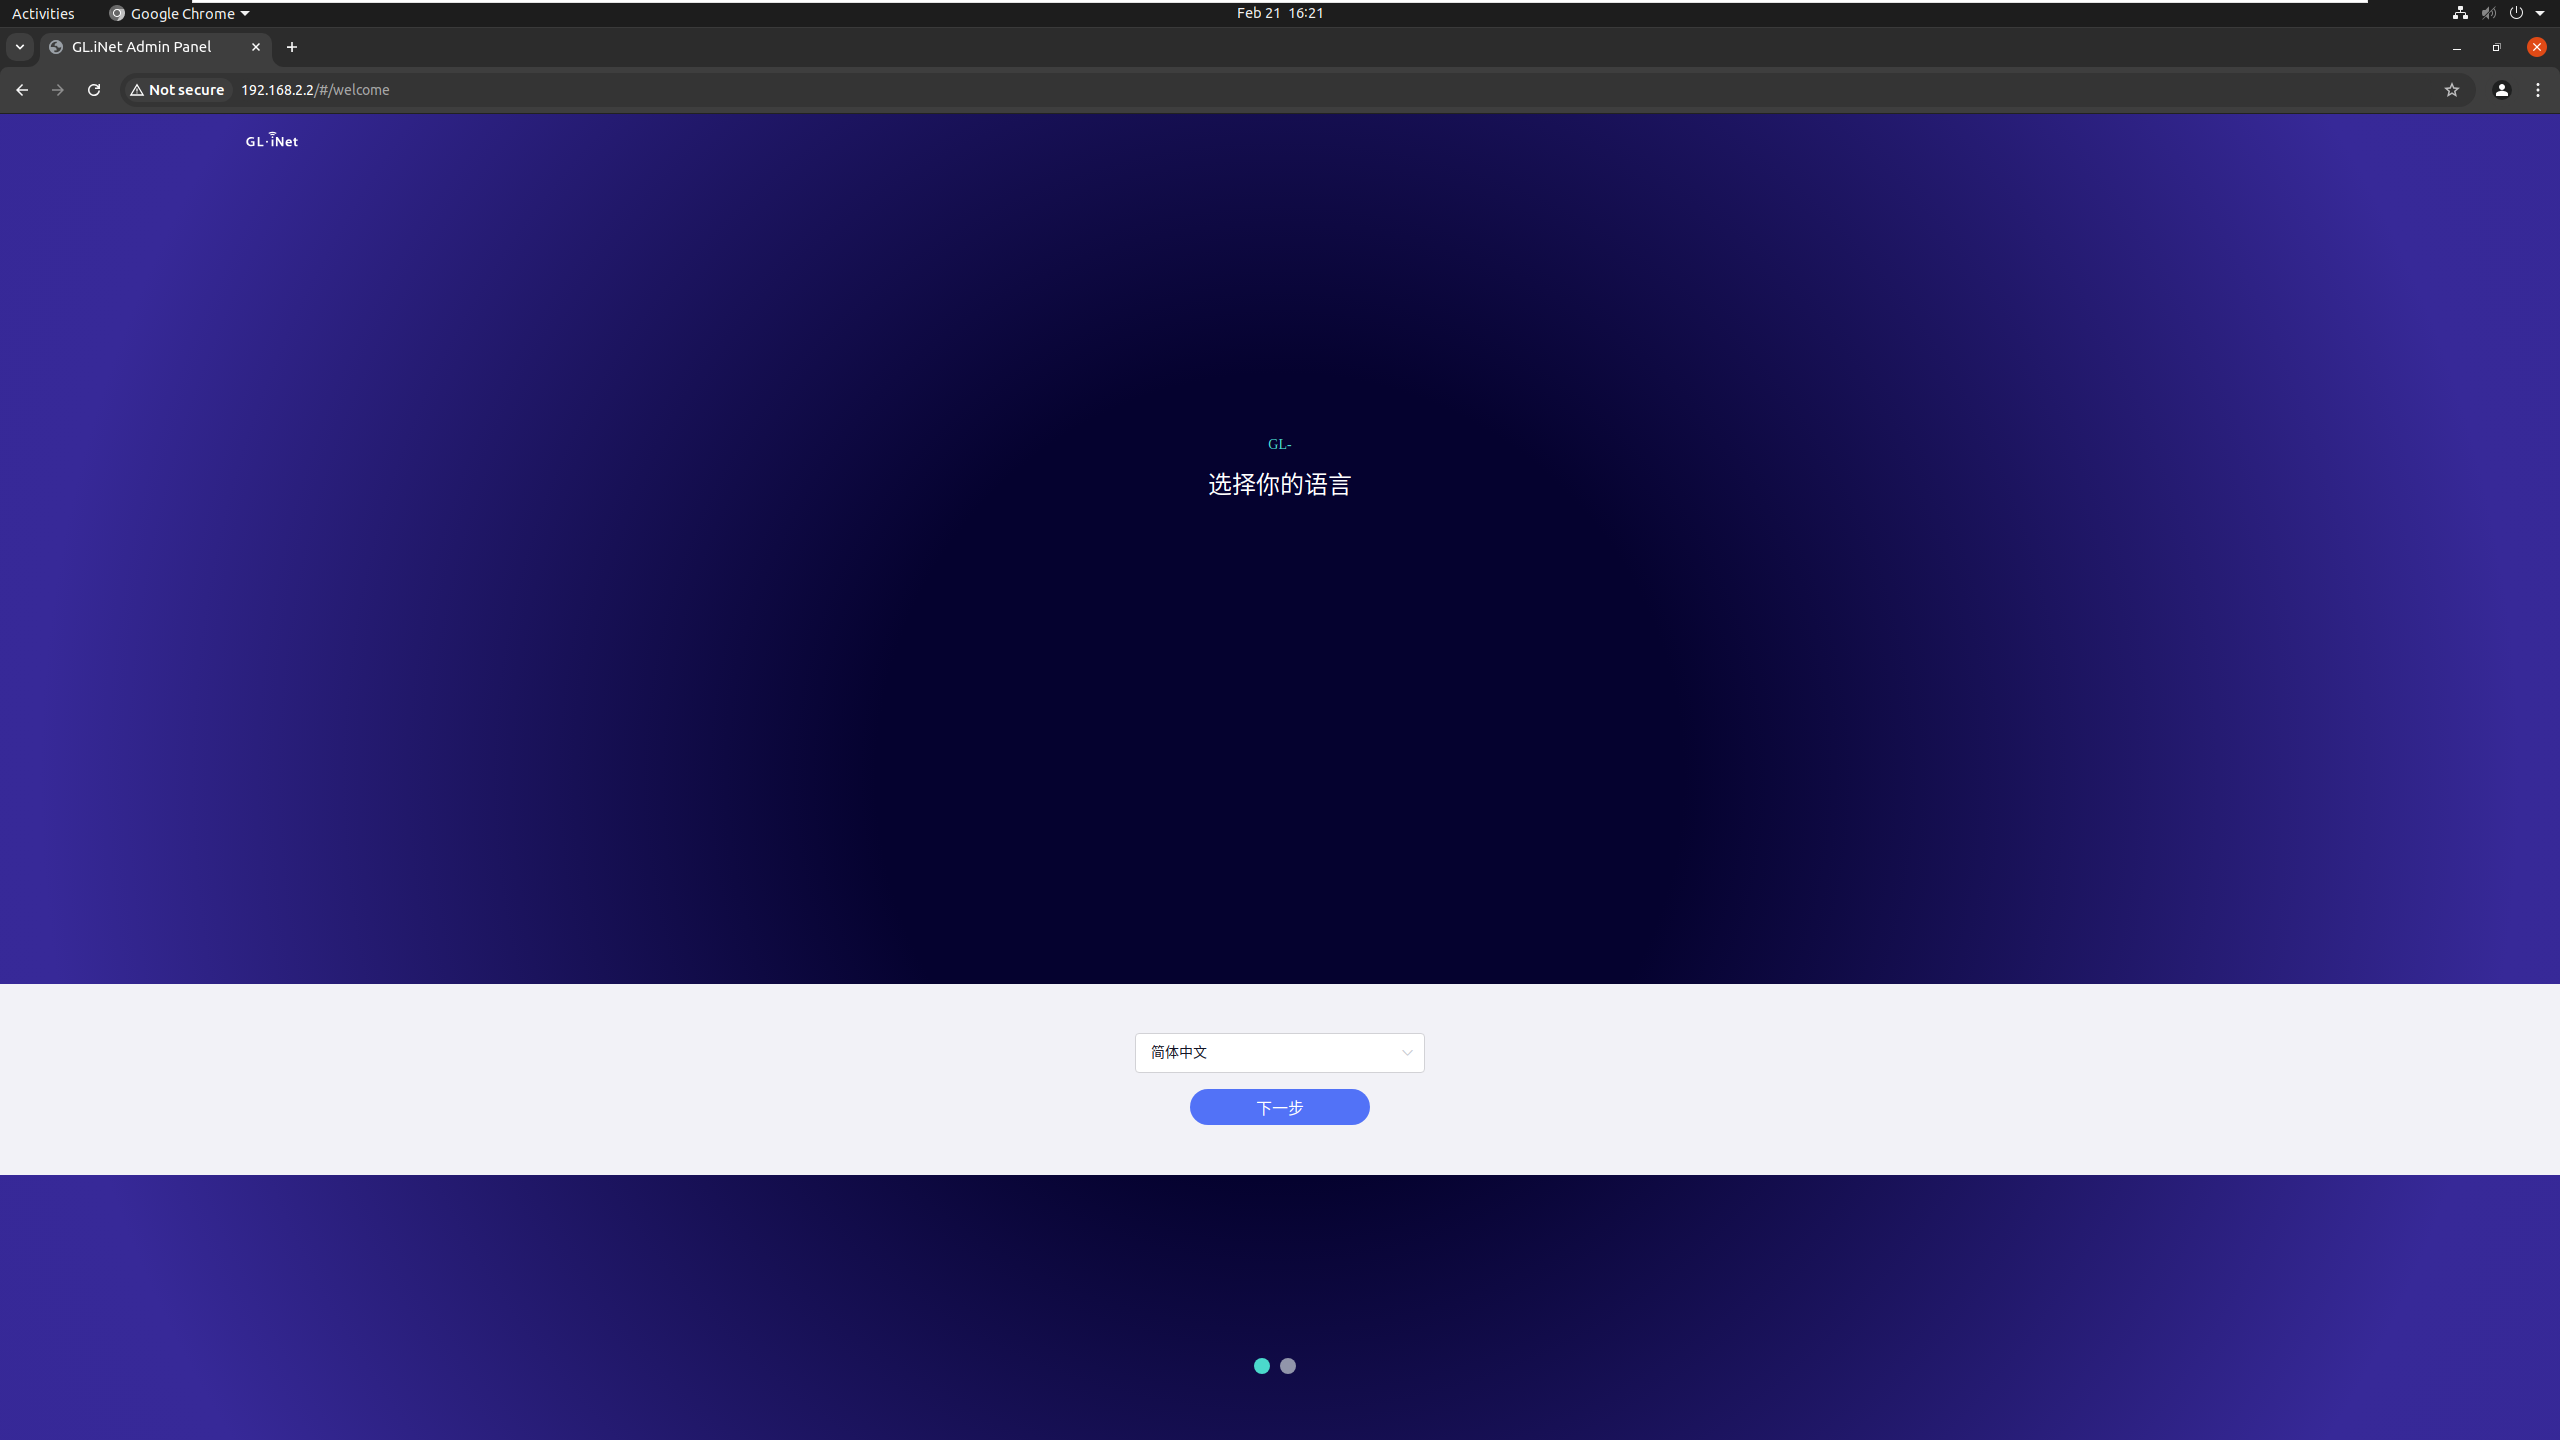 Activities
Google Chrome
Feb 21 16:21
GL.iNet Admin Panel
Not secure
192.168.2.2/#/welcome
GL·iNet
GL-
选择你的语言
简体中文
下一步